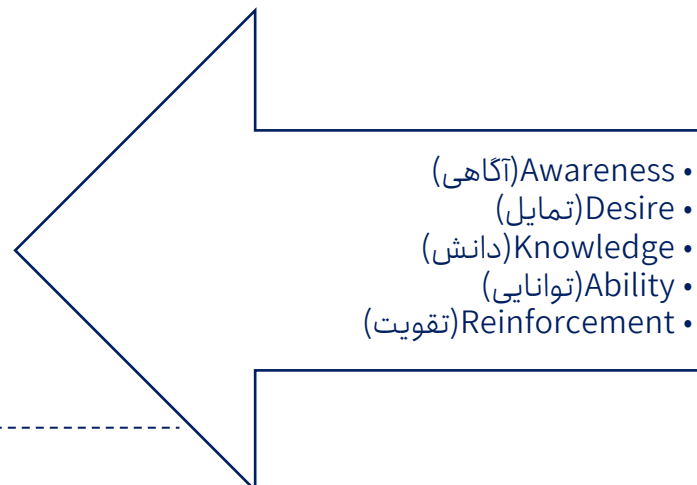 • Awareness(آگاهی)
• Desire(تمایل)
• Knowledge(دانش)
• Ability(توانایی)
• Reinforcement(تقویت)